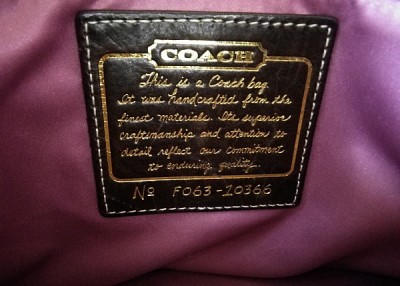 COACH
This is a Coach bag.
It was handcrafted from the
finest materials. Its superior
craftsmanship and attention to
detail reflect our commitment
to enduring quality.
No F063-10366